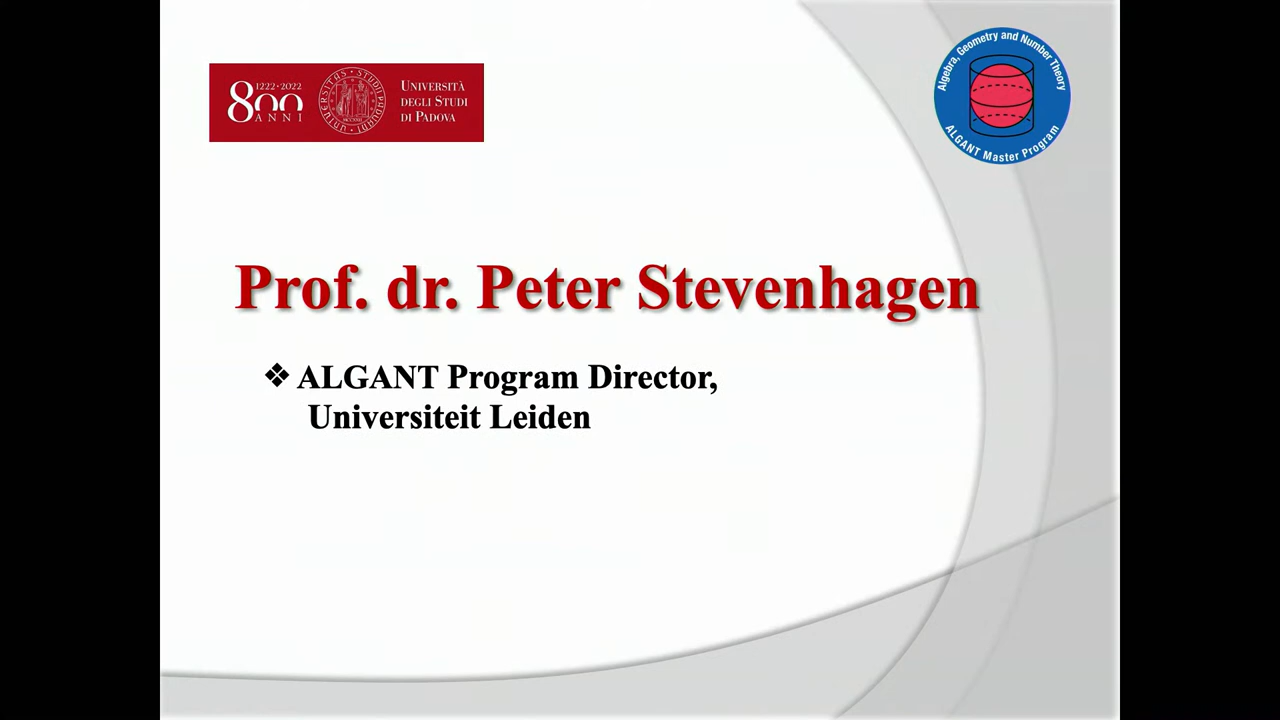 1222·2022
800
ANNI
UNIVERSITÀ
DEGLI STUDI
DI PADOVA
Algebra, Geometry and Number Theory
ALGANT Master Program
Prof. dr. Peter Stevenhagen
❖ ALGANT Program Director,
Universiteit Leiden